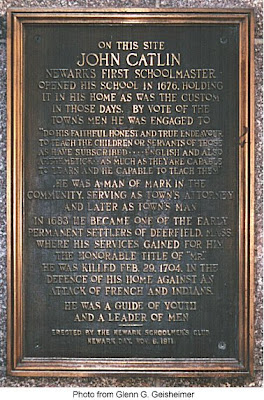 ON THIS SITE
JOHN CATLIN
NEWARK'S FIRST SCHOOLMASTER
OPENED HIS SCHOOL IN 1676, HOLDING
IT IN HIS HOME AS WAS THE CUSTOM
IN THOSE DAYS. BY VOTE OF THE
TOWNS MEN HE WAS ENGAGED TO
"DO HIS FAITHFUL, HONEST AND TRUE ENDEAVOR
TO TEACH THE CHILDREN OR SERVANTS OF THOSE
AS HAVE SUBSCRIBED ENGLISH AND ALSO
ARITHMETICK AS MUCH AS THEY ARE CAPABLE
TO LEARN AND HE CAPABLE TO TEACH THEM"
HE WAS A MAN OF MARK IN THE
COMMUNITY, SERVING AS TOWN'S ATTORNEY
AND LATER AS TOWN'S MAN
IN 1683 HE BECAME ONE OF THE EARLY
PERMANENT SETTLERS OF DEERFIELD, MASS.
WHERE HIS SERVICES GAINED FOR HIM
THE HONORABLE TITLE OF "MR."
HE WAS KILLED FEB. 29, 1704, IN THE
DEFENCE OF HIS HOME AGAINST AN
ATTACK OF FRENCH AND INDIANS.
HE WAS A GUIDE OF YOUTH
AND A LEADER OF MEN
ERECTED BY THE NEWARK SCHOOLMEN'S CLUB
NEWARK DAY, NOV. 6, 1911.
Photo from Glenn G. Geisheimer